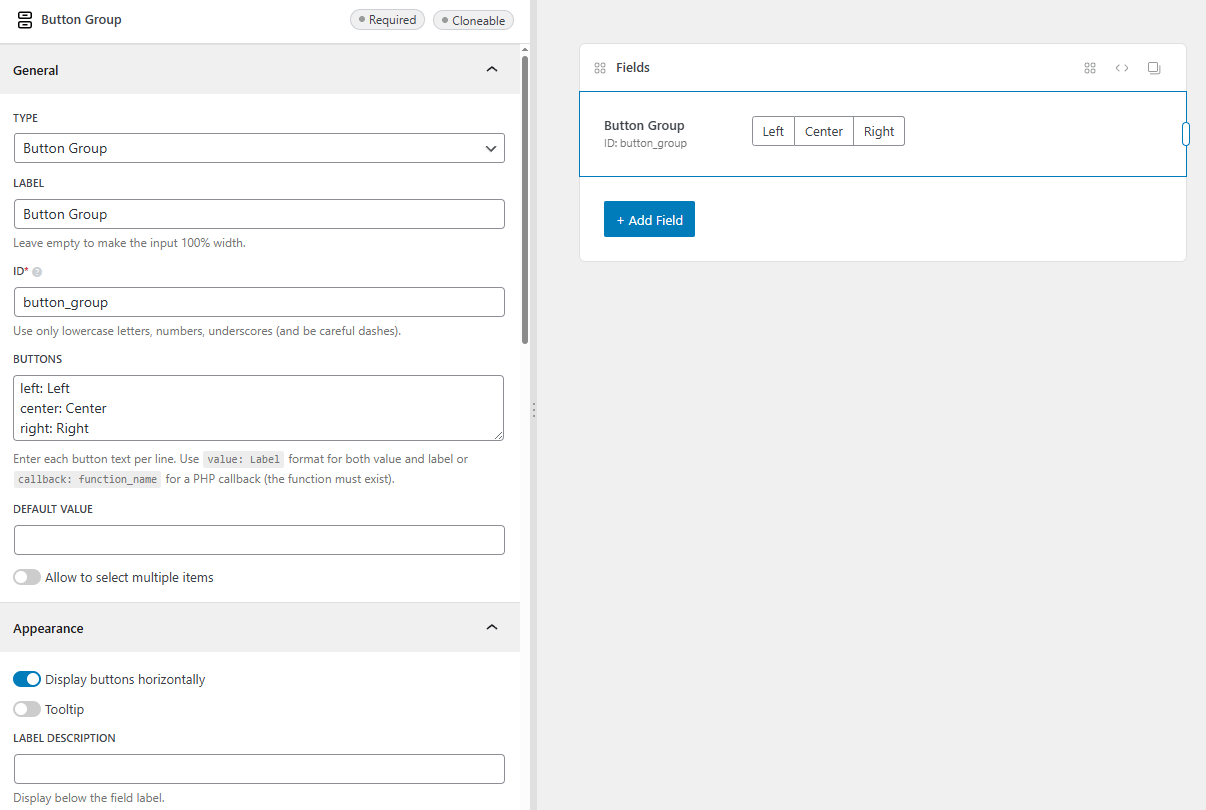 Button Group
Required
Cloneable
General
TYPE
Button Group
LABEL
Button Group
Leave empty to make the input 100% width.
ID*
button_group
Use only lowercase letters, numbers, underscores (and be careful dashes).
BUTTONS
left: Left
center: Center
right: Right
Enter each button text per line. Use value: Label format for both value and label or
callback: function_name for a PHP callback (the function must exist).
DEFAULT VALUE
Allow to select multiple items
Appearance
Display buttons horizontally
Tooltip
LABEL DESCRIPTION
Display below the field label.
Fields
Button Group
ID: button_group
Left Center Right
+ Add Field